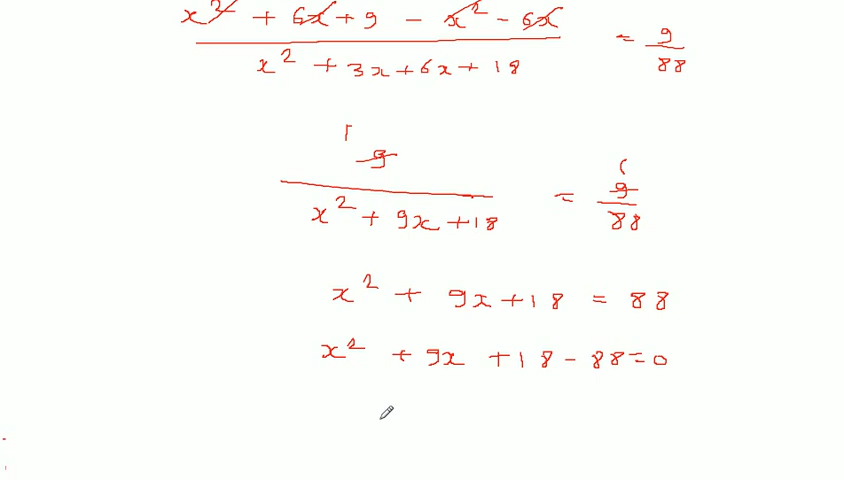 x² + 6x + 9 - x² - 6x
= 9
x² + 3x + 6x + 18
88
1
9
1
9
=
x² + 9x + 18
88
x² + 9x + 18 = 88
x² + 9x + 18 - 88 = 0